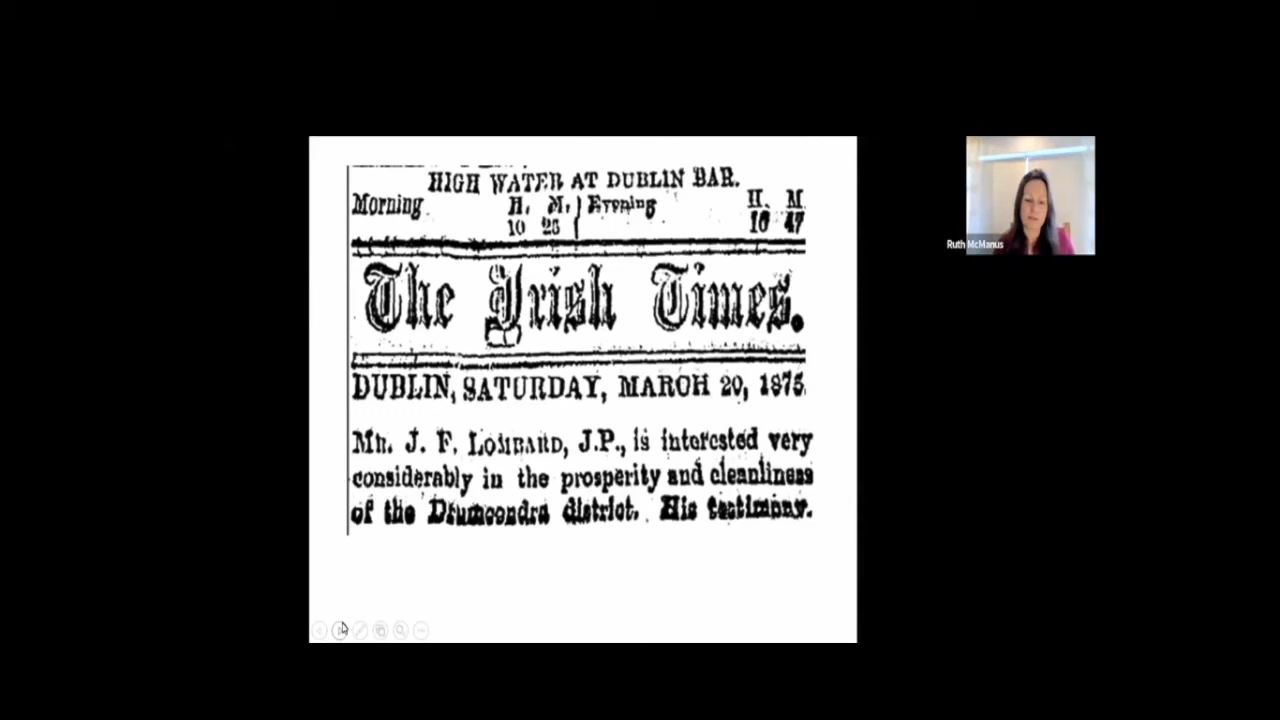 HIGH WATER AT DUBLIN BAR.
Morning H. M. Evening H. M
10 25 10 47
The Irish Times.
DUBLIN, SATURDAY, MARCH 20, 1875.
MR. J. F. LOMBARD, J.P., is interested very
considerably in the prosperity and cleanliness
of the Drumcondra district. His testimony.
Ruth McManus